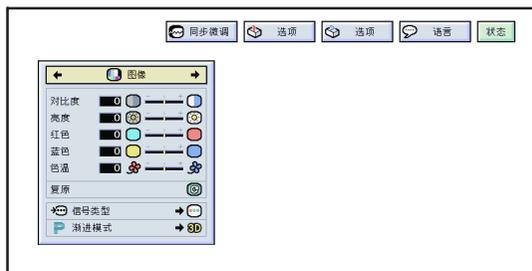 同步微调 选项 选项 语言 状态
图像
对比度 0
亮度 0
红色 0
蓝色 0
色温 0
复原
信号类型
P 渐进模式 3D